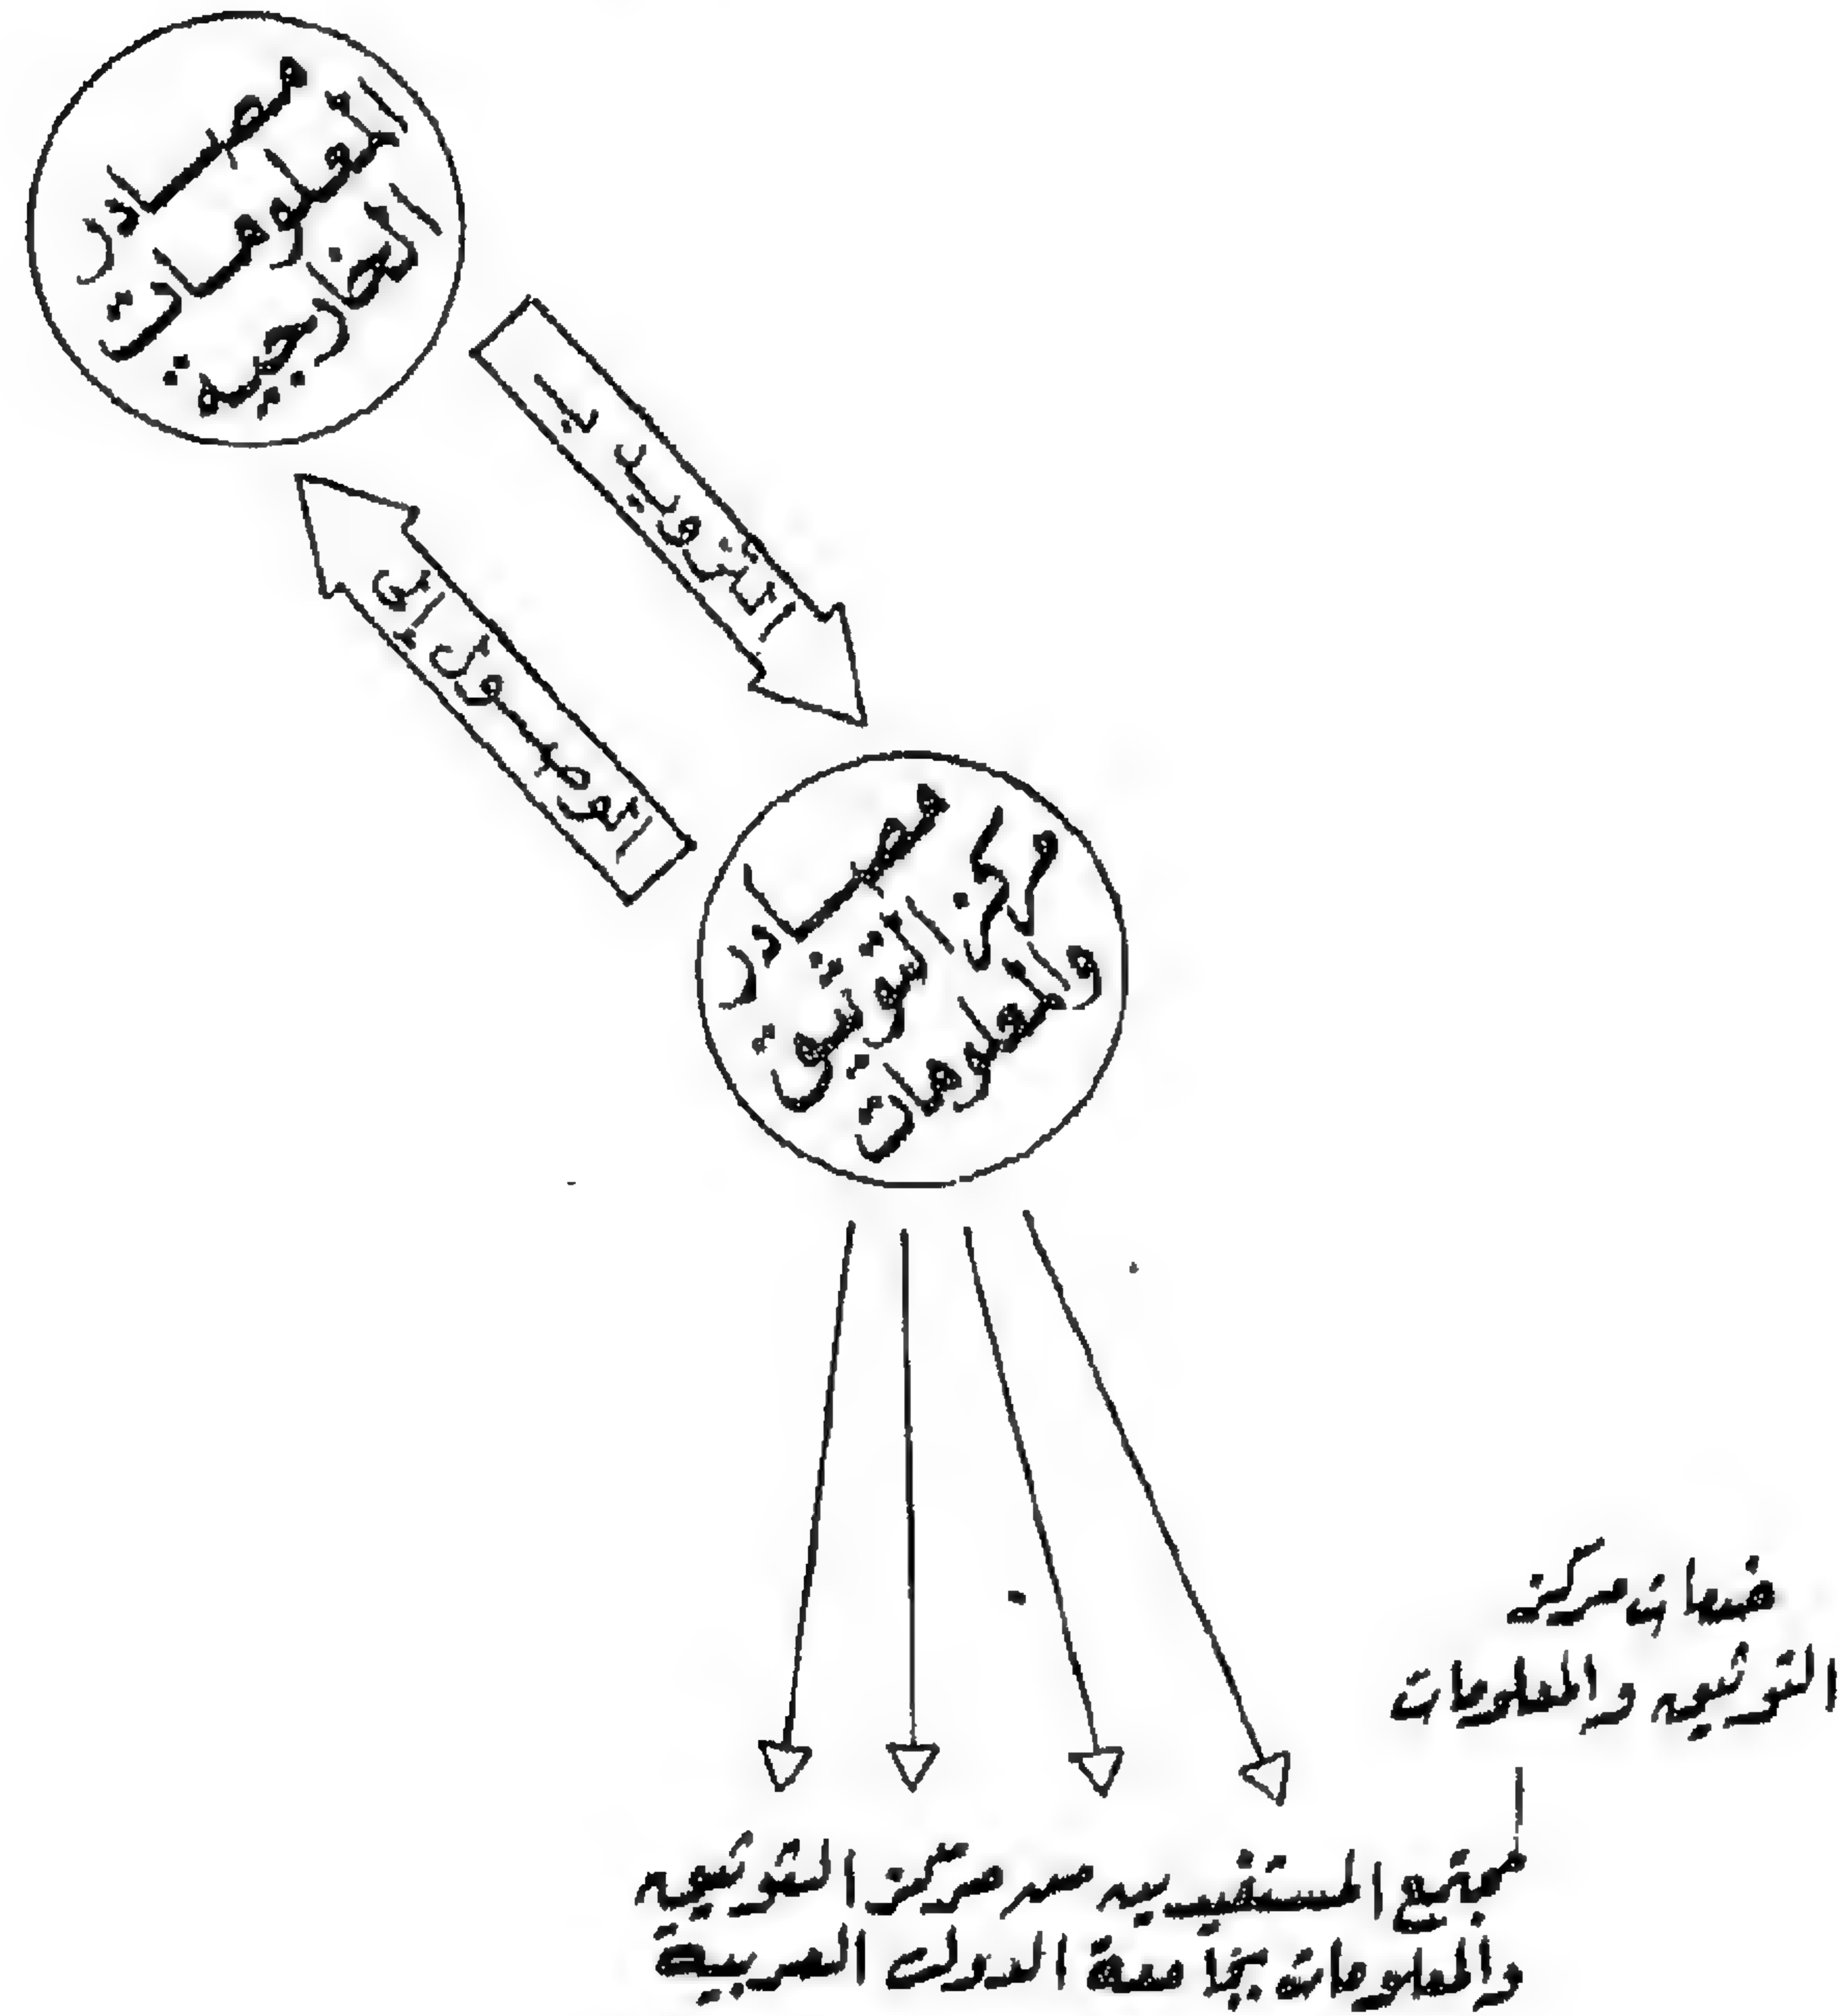 مصادر
المعلومات
الخارجية
التزويد بـ
الوصول إلى
مصادر
مركز التوثيق
والمعلومات
خدمات مركز
التوثيق والمعلومات
مجتمع المستفيدين من مركز التوثيق
والمعلومات بجامعة الدول العربية